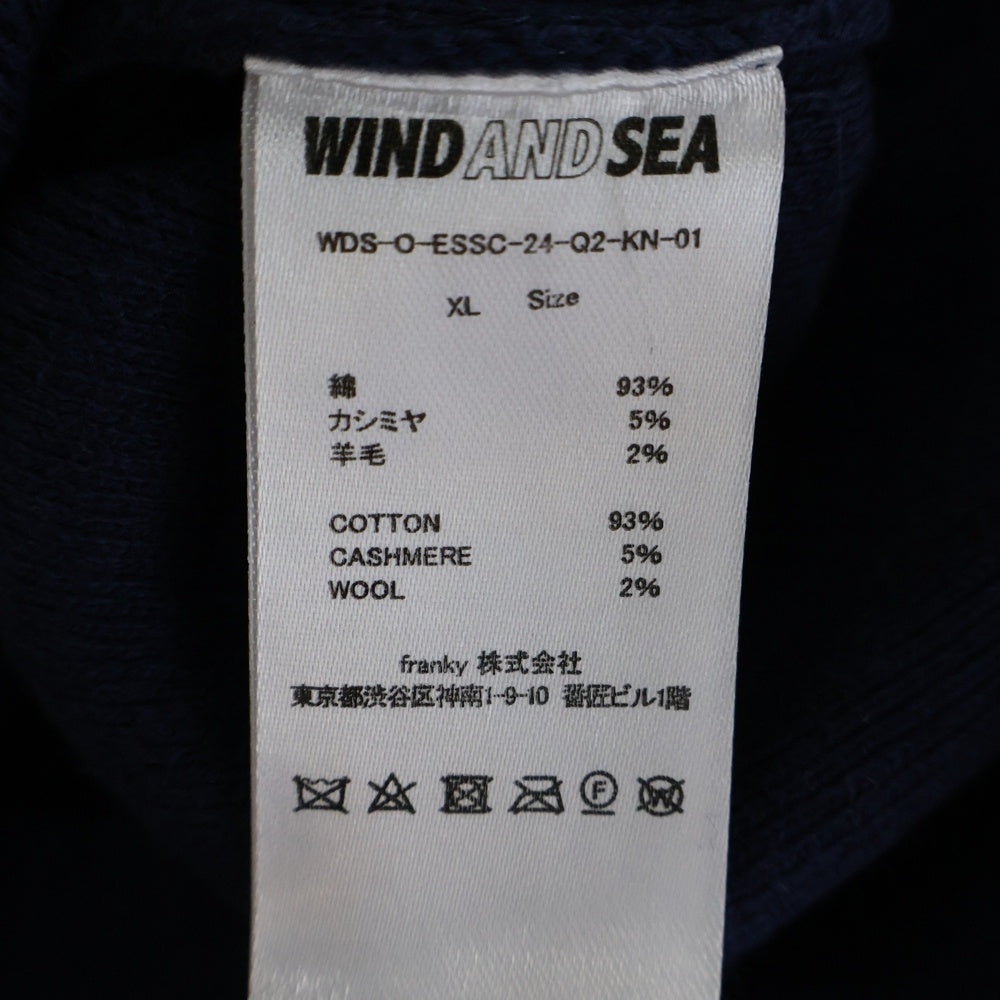 WIND AND SEA
WDS-O-ESSC-24-Q2-KN-01
XL Size
綿 93%
カシミヤ 5%
羊毛 2%
COTTON 93%
CASHMERE 5%
WOOL 2%
franky 株式会社
東京都渋谷区神南1-9-10 番匠ビル1階
F
W